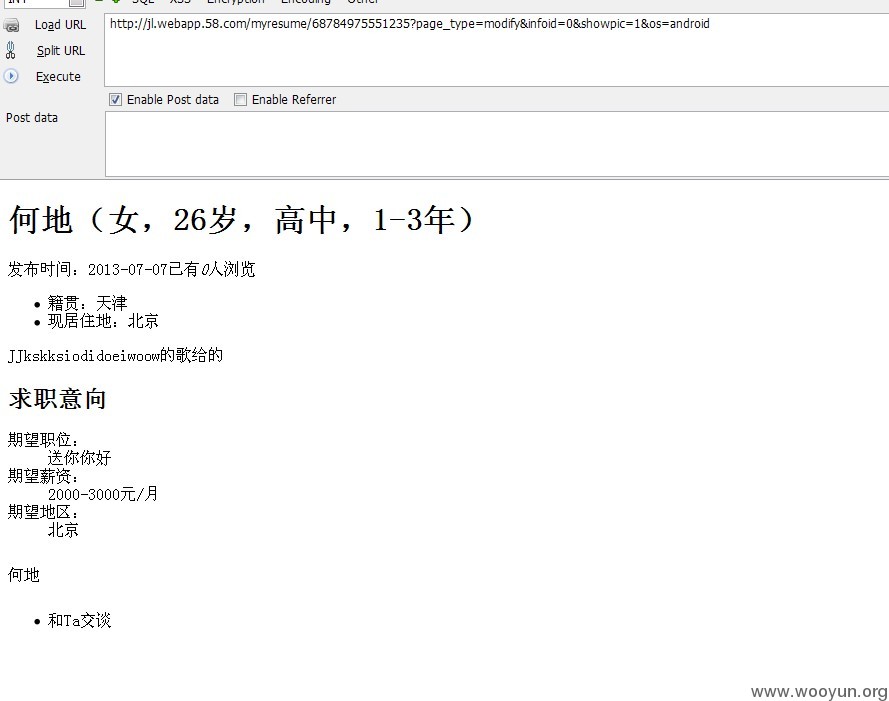 SQL XSS Encryption Encoding Other
Load URL
http://jl.webapp.58.com/myresume/68784975551235?page_type=modify&infoid=0&showpic=1&os=android
Split URL
Execute
Enable Post data Enable Referrer
Post data
何地（女，26岁，高中，1-3年）
发布时间：2013-07-07已有0人浏览
籍贯：天津
现居住地：北京
JJkskksiodidoeiwoow的歌给的
求职意向
期望职位：
送你你好
期望薪资：
2000-3000元/月
期望地区：
北京
何地
和Ta交谈
www.wooyun.org